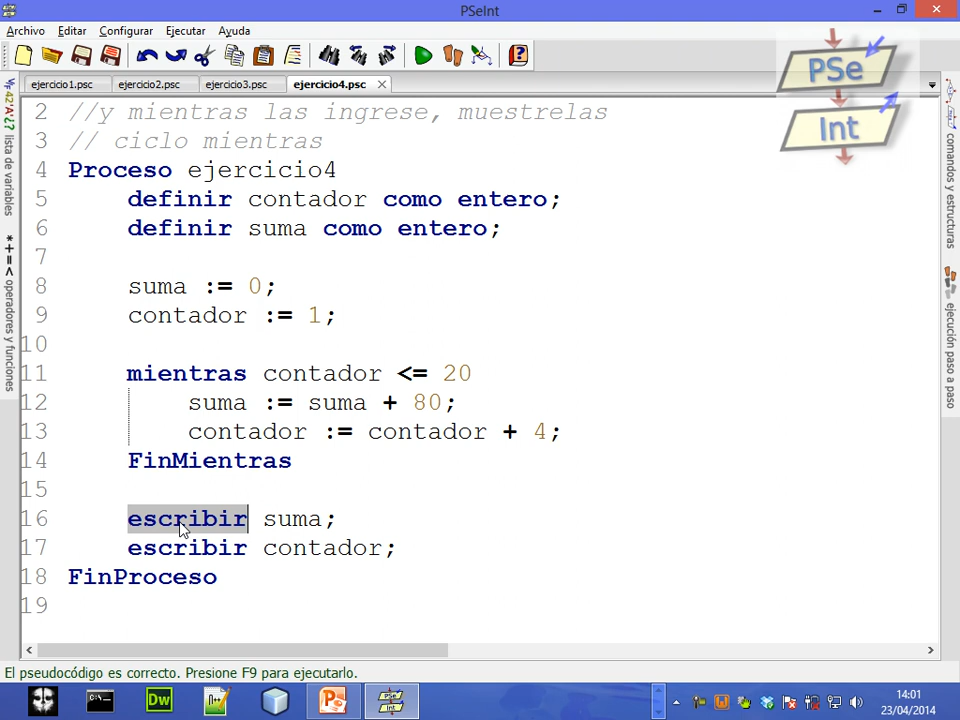 PSeInt
Archivo Editar Configurar Ejecutar Ayuda
PSe
Int
ejercicio1.psc ejercicio2.psc ejercicio3.psc ejercicio4.psc
lista de variables
operadores y funciones
comandos y estructuras
ejecución paso a paso
2 //y mientras las ingrese, muestrelas
3 // ciclo mientras
4 Proceso ejercicio4
5 definir contador como entero;
6 definir suma como entero;
7
8 suma := 0;
9 contador := 1;
10
11 mientras contador <= 20
12 suma := suma + 80;
13 contador := contador + 4;
14 FinMientras
15
16 escribir suma;
17 escribir contador;
18 FinProceso
19
El pseudocódigo es correcto. Presione F9 para ejecutarlo.
Dw
PSe
Int
14:01
23/04/2014